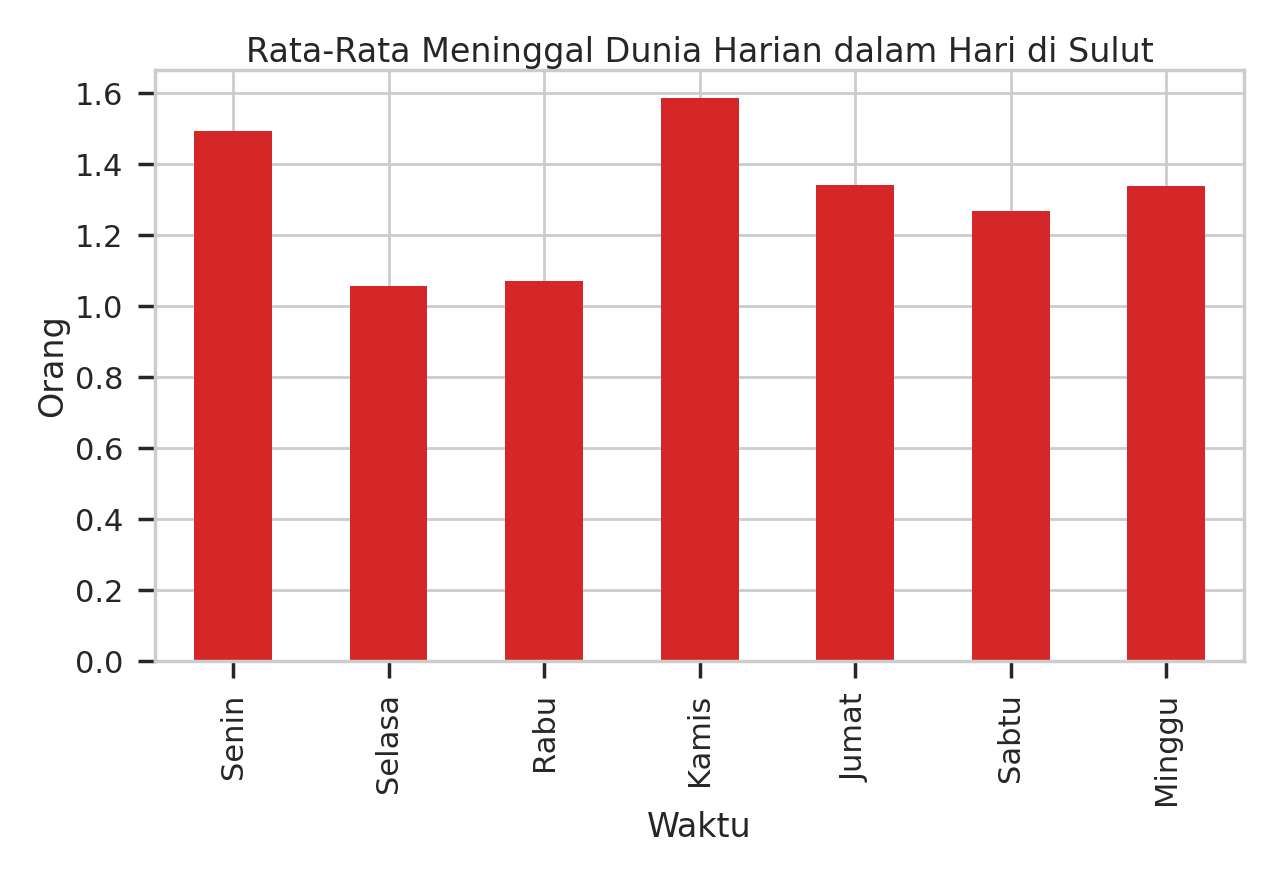 Rata-Rata Meninggal Dunia Harian dalam Hari di Sulut
Orang
1.6
1.4
1.2
1.0
0.8
0.6
0.4
0.2
0.0
Senin
Selasa
Rabu
Kamis
Jumat
Sabtu
Minggu
Waktu